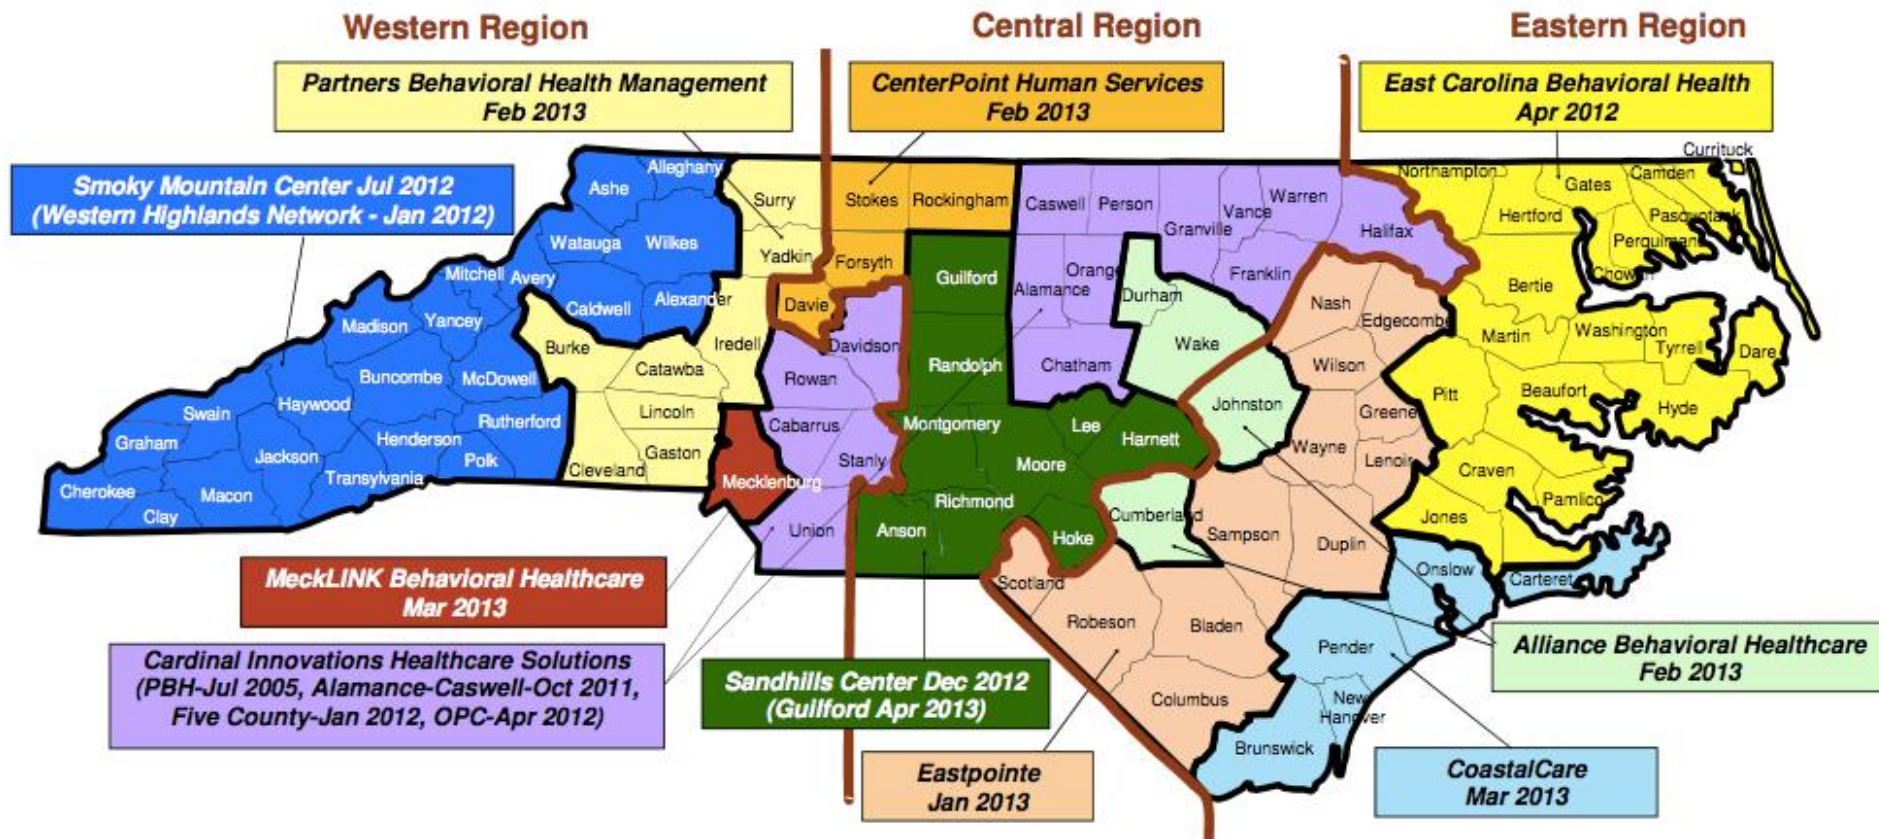 Western Region
Central Region
Eastern Region
Partners Behavioral Health Management
Feb 2013
CenterPoint Human Services
Feb 2013
East Carolina Behavioral Health
Apr 2012
Smoky Mountain Center Jul 2012
(Western Highlands Network - Jan 2012)
MeckLINK Behavioral Healthcare
Mar 2013
Cardinal Innovations Healthcare Solutions
(PBH-Jul 2005, Alamance-Caswell-Oct 2011,
Five County-Jan 2012, OPC-Apr 2012)
Sandhills Center Dec 2012
(Guilford Apr 2013)
Eastpointe
Jan 2013
CoastalCare
Mar 2013
Alliance Behavioral Healthcare
Feb 2013
Alleghany
Ashe
Watauga
Wilkes
Mitchell
Avery
Caldwell
Alexander
Madison
Yancey
Buncombe
McDowell
Swain
Haywood
Rutherford
Graham
Henderson
Jackson
Polk
Transylvania
Cherokee
Macon
Clay
Surry
Yadkin
Iredell
Burke
Catawba
Lincoln
Gaston
Cleveland
Mecklenburg
Stokes
Rockingham
Forsyth
Davie
Davidson
Rowan
Cabarrus
Stanly
Union
Guilford
Randolph
Montgomery
Lee
Harnett
Moore
Richmond
Anson
Hoke
Caswell
Person
Granville
Vance
Warren
Halifax
Franklin
Orange
Alamance
Chatham
Durham
Wake
Johnston
Cumberland
Nash
Edgecombe
Wilson
Greene
Wayne
Lenoir
Sampson
Duplin
Scotland
Robeson
Bladen
Columbus
Northampton
Gates
Camden
Currituck
Hertford
Pasquotank
Perquimans
Chowan
Bertie
Martin
Washington
Tyrrell
Dare
Pitt
Beaufort
Hyde
Craven
Pamlico
Jones
Onslow
Carteret
Pender
New
Hanover
Brunswick